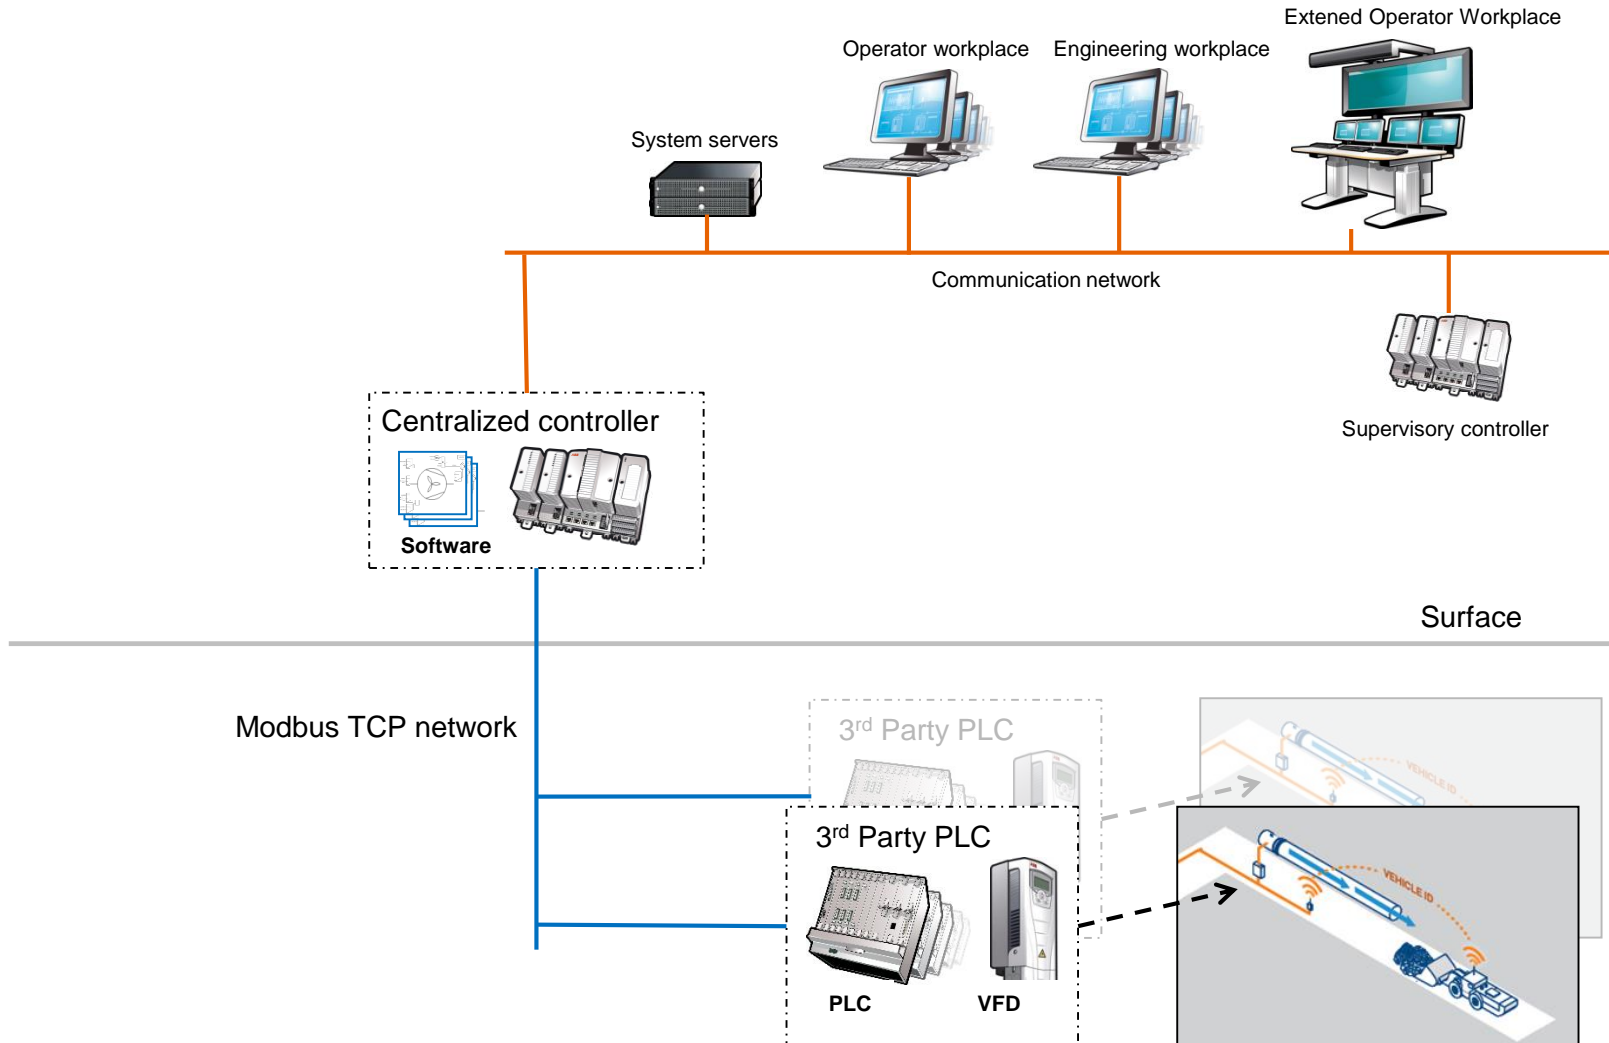 Extened Operator Workplace
Operator workplace
Engineering workplace
System servers
Communication network
Centralized controller
Software
Supervisory controller
Surface
Modbus TCP network
3rd Party PLC
VEHICLE ID
3rd Party PLC
VEHICLE ID
PLC
VFD